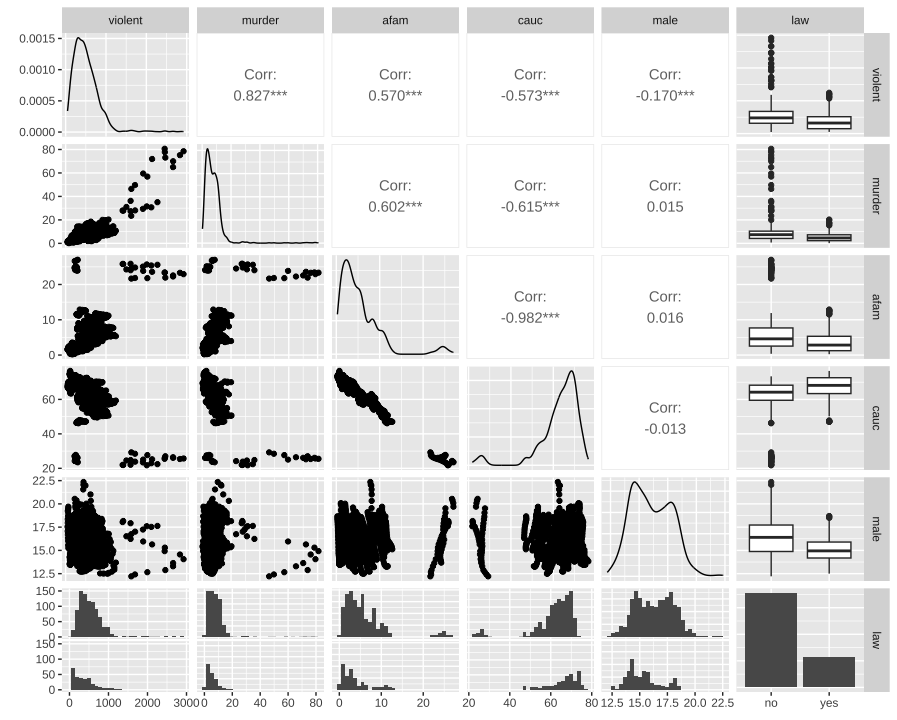 violent murder afam cauc male law
0.0015
0.0010
0.0005
0.0000
Corr:
0.827***
Corr:
0.570***
Corr:
-0.573***
Corr:
-0.170***
violent
80
60
40
20
0
Corr:
0.602***
Corr:
-0.615***
Corr:
0.015
murder
20
10
0
Corr:
-0.982***
Corr:
0.016
afam
60
40
20
Corr:
-0.013
cauc
22.5
20.0
17.5
15.0
12.5
male
150
100
50
0
150
100
50
0
law
0 1000 2000 3000 0 20 40 60 80 0 10 20 20 40 60 80 12.5 15.0 17.5 20.0 22.5 no yes